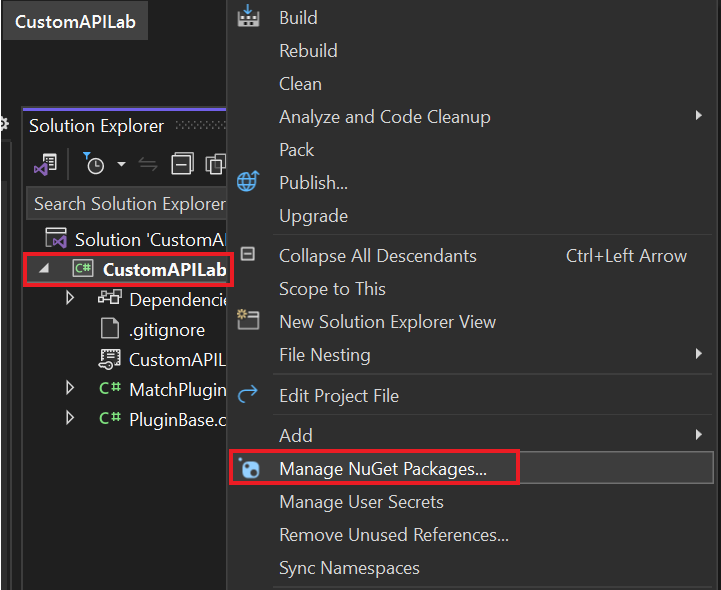 CustomAPILab
Solution Explorer
Search Solution Explorer
Solution 'CustomA
CustomAPILab
Dependencie
.gitignore
CustomAPIL
C# MatchPlugin
C# PluginBase.c
Build
Rebuild
Clean
Analyze and Code Cleanup
Pack
Publish...
Upgrade
Collapse All Descendants Ctrl+Left Arrow
Scope to This
New Solution Explorer View
File Nesting
Edit Project File
Add
Manage NuGet Packages...
Manage User Secrets
Remove Unused References...
Sync Namespaces